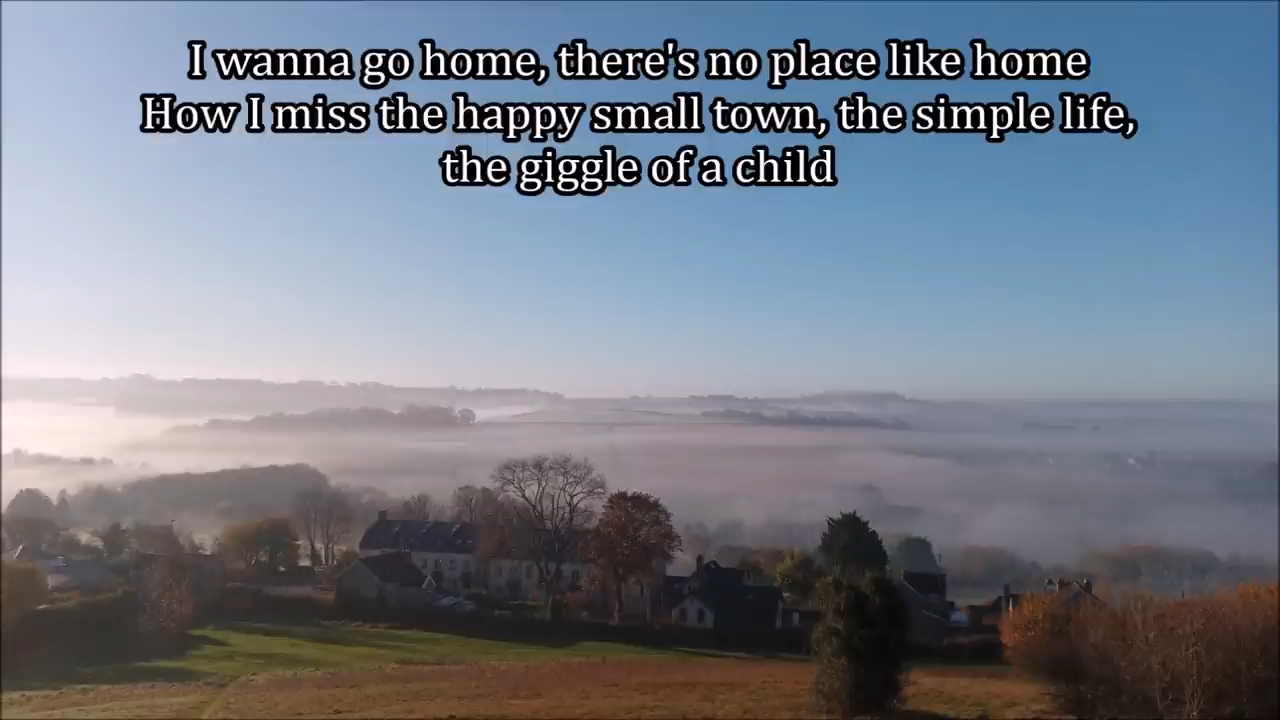 I wanna go home, there's no place like home
How I miss the happy small town, the simple life,
the giggle of a child